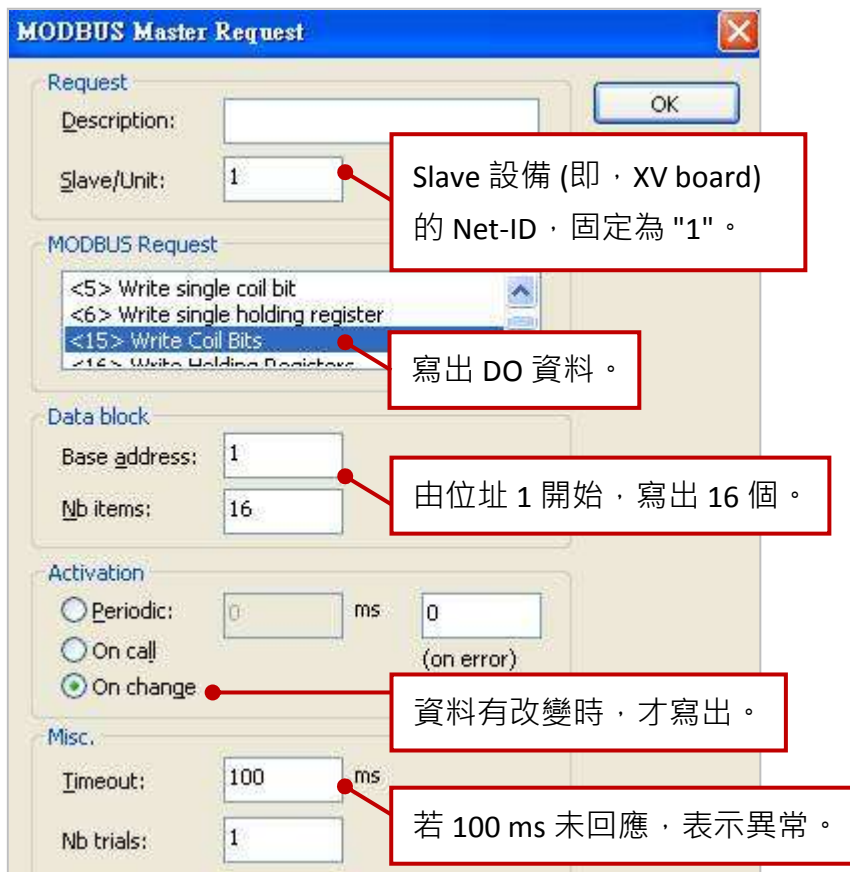 MODBUS Master Request
Request
OK
Description:
Slave/Unit:
1
Slave 設備 (即，XV board)
的 Net-ID，固定為 "1"。
MODBUS Request
<5> Write single coil bit
<6> Write single holding register
<15> Write Coil Bits
<16> Write Holding Registers
寫出 DO 資料。
Data block
Base address:
1
Nb items:
16
由位址 1 開始，寫出 16 個。
Activation
Periodic:
0
ms
0
On call
(on error)
On change
資料有改變時，才寫出。
Misc.
Timeout:
100
ms
Nb trials:
1
若 100 ms 未回應，表示異常。